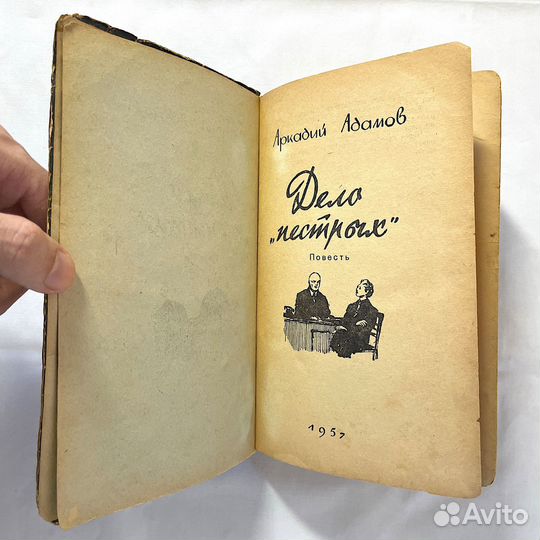 Аркадий Адамов
Дело
„пестрых"
Повесть
1957
Avito